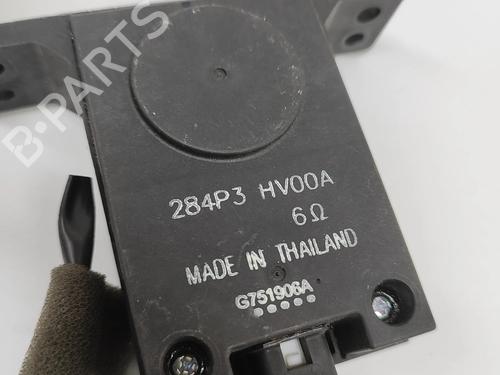 B-PARTS
284P3 HV00A
6Ω
MADE IN THAILAND
G751906A